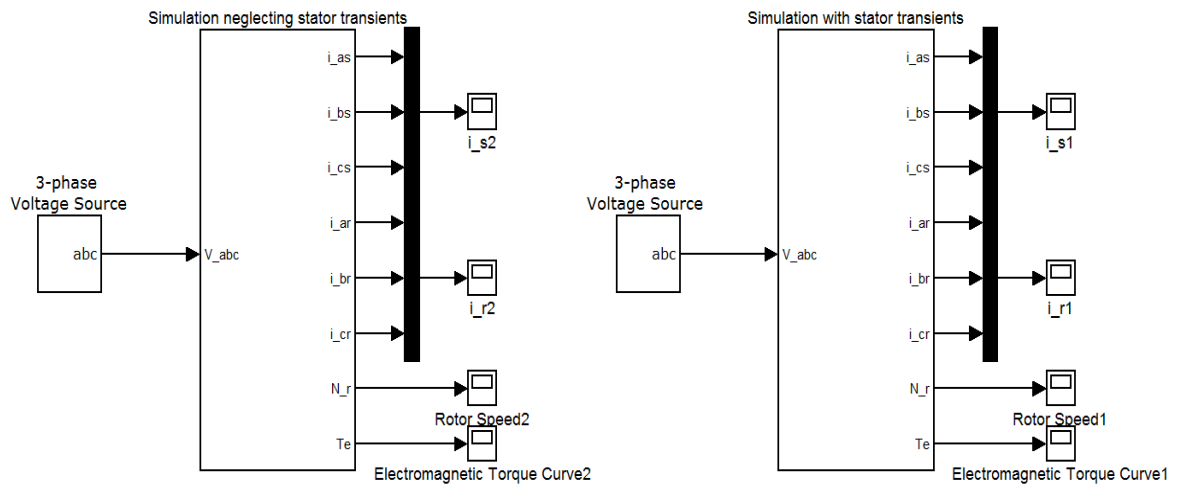 Simulation neglecting stator transients
i_as
i_bs
i_s2
i_cs
3-phase
Voltage Source
abc
V_abc
i_ar
i_br
i_r2
i_cr
N_r
Rotor Speed2
Te
Electromagnetic Torque Curve2
Simulation with stator transients
i_as
i_bs
i_s1
i_cs
3-phase
Voltage Source
abc
V_abc
i_ar
i_br
i_r1
i_cr
N_r
Rotor Speed1
Te
Electromagnetic Torque Curve1